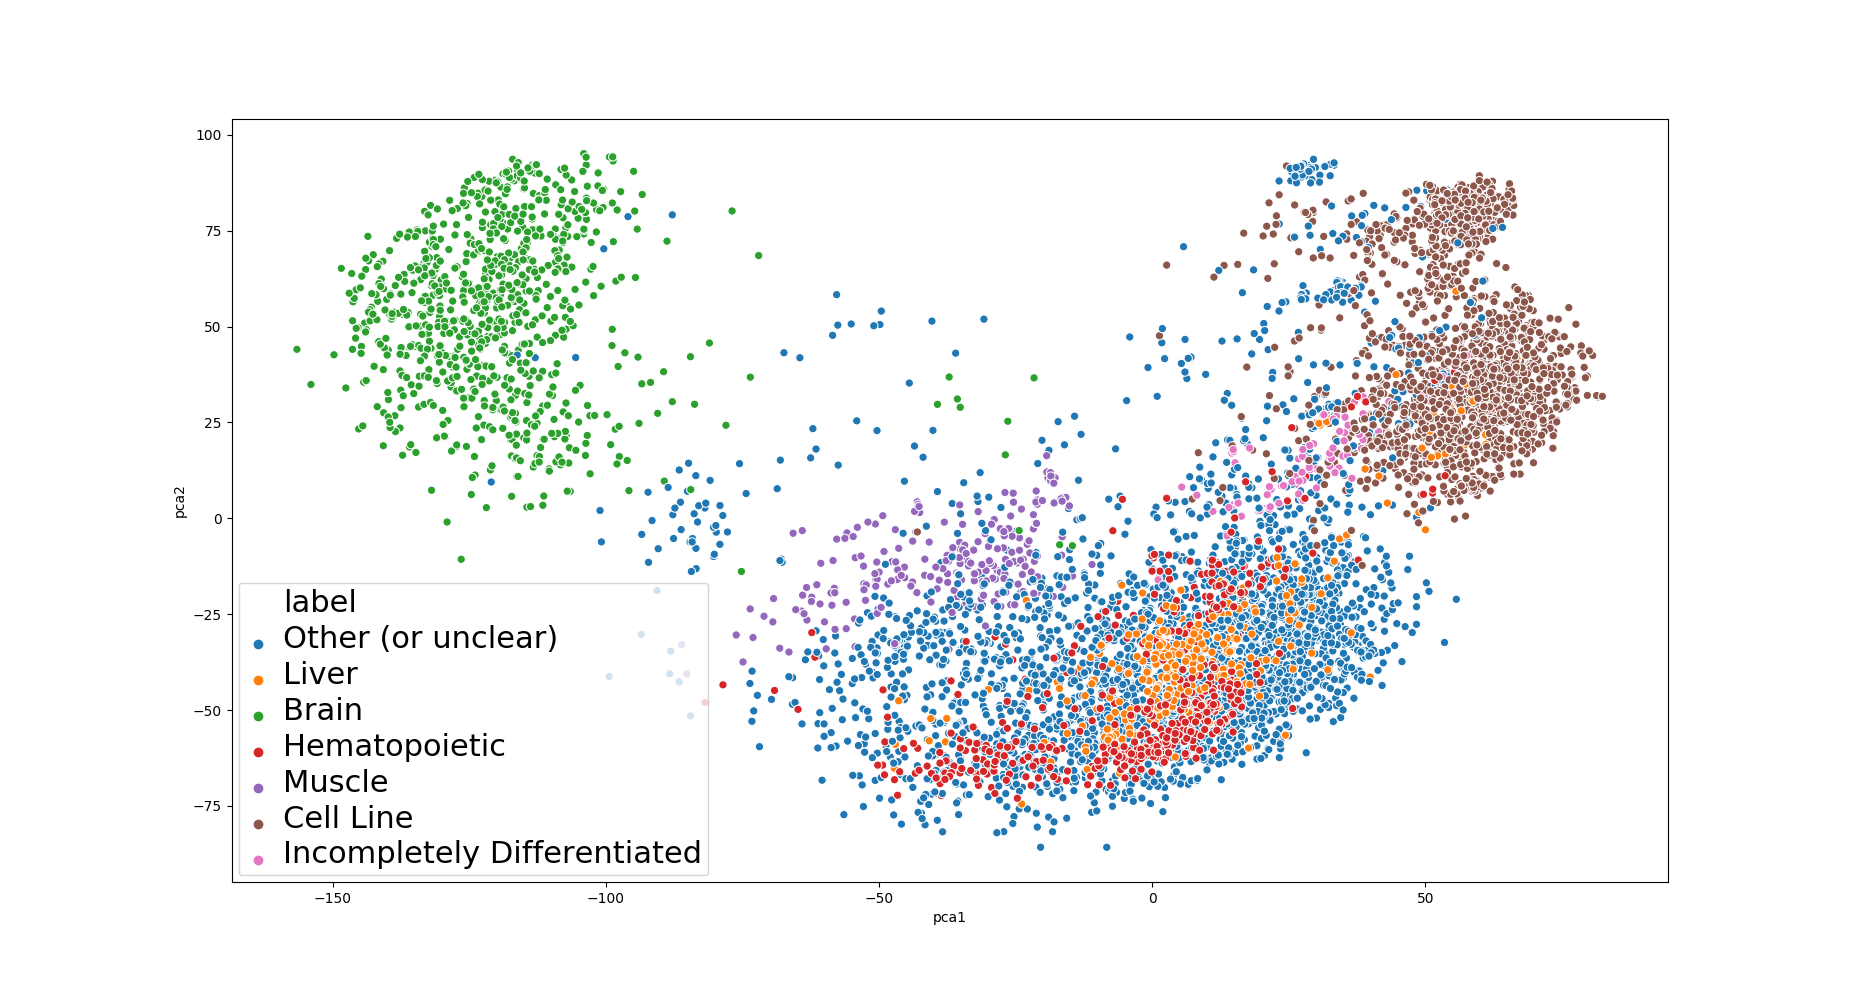 100
75
50
25
0
−25
−50
−75
pca2
label
Other (or unclear)
Liver
Brain
Hematopoietic
Muscle
Cell Line
Incompletely Differentiated
−150
−100
−50
0
50
pca1